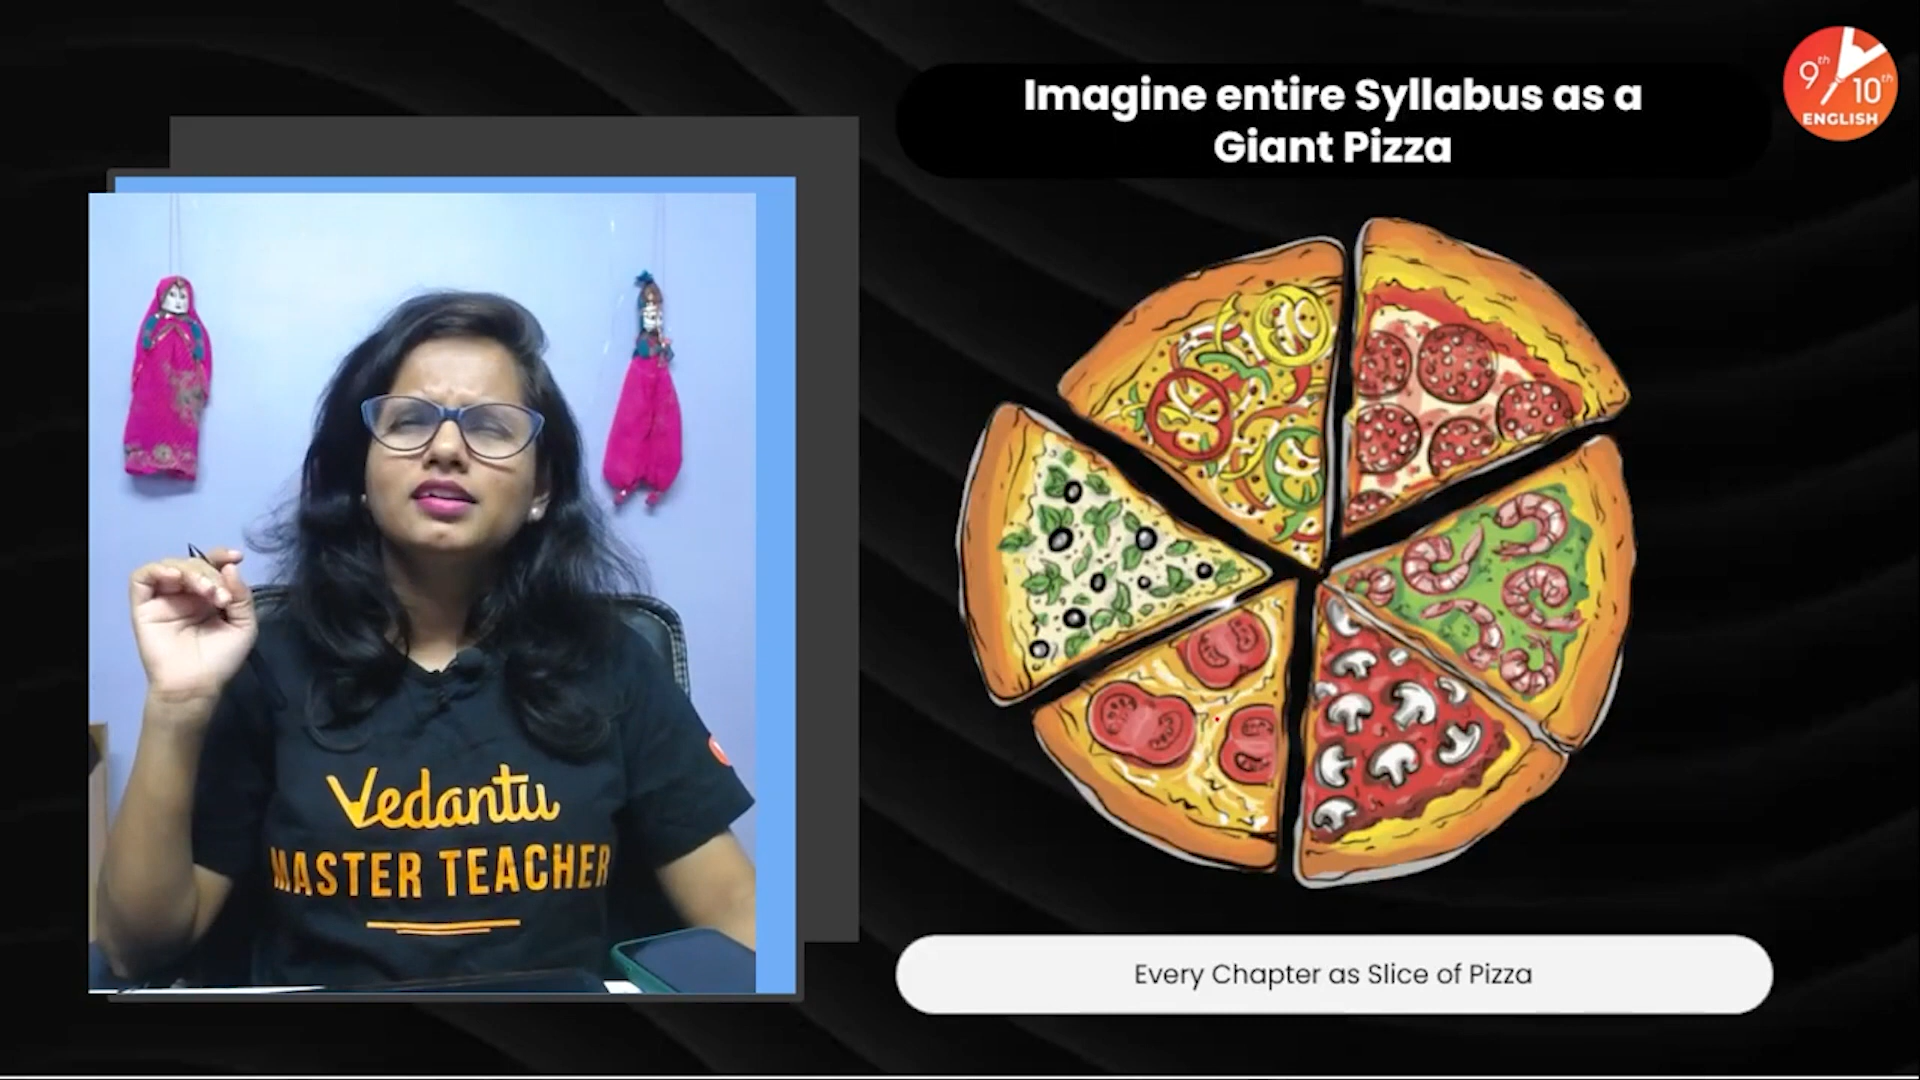 Imagine entire Syllabus as a
Giant Pizza
9th
10th
ENGLISH
Vedantu
MASTER TEACHER
Every Chapter as Slice of Pizza